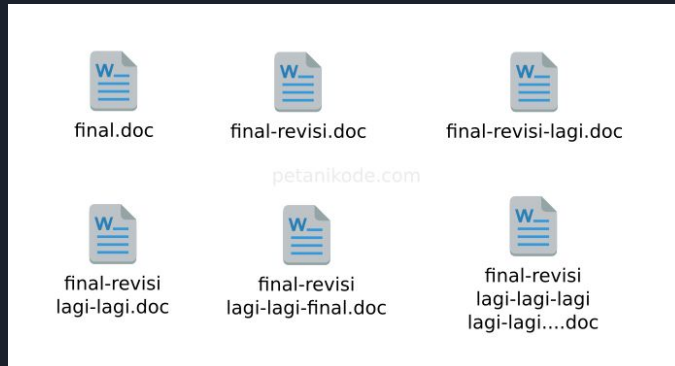 final.doc
final-revisi.doc
final-revisi-lagi.doc
petanikode.com
final-revisi
lagi-lagi.doc
final-revisi
lagi-lagi-final.doc
final-revisi
lagi-lagi-lagi
lagi-lagi....doc